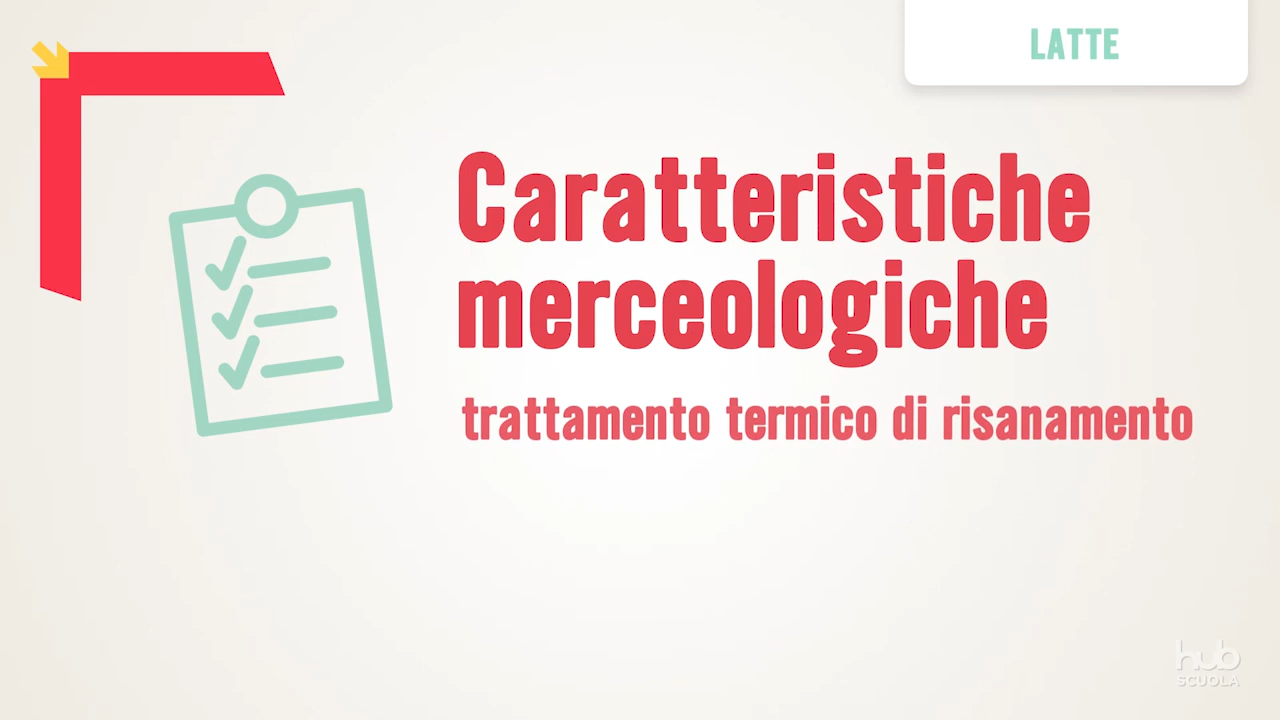 LATTE
Caratteristiche
merceologiche
trattamento termico di risanamento
hub
SCUOLA